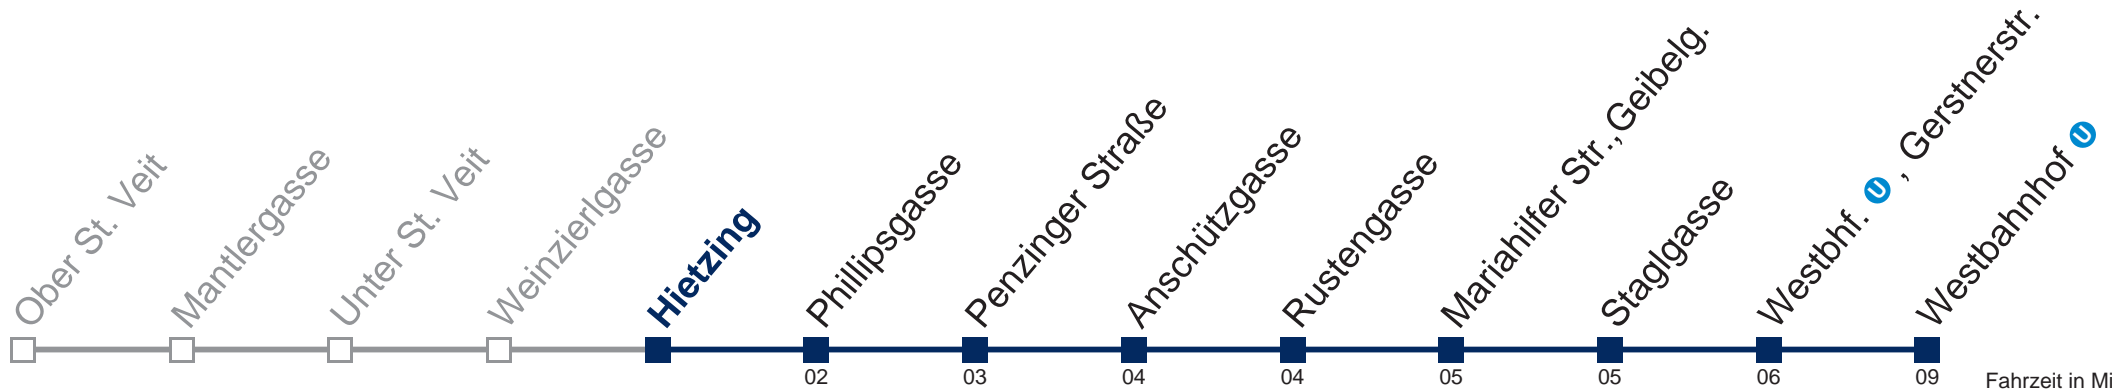 Ober St. Veit
Mantlergasse
Unter St. Veit
Weinzierlgasse
Hietzing
Phillipsgasse
Penzinger Straße
Anschützgasse
Rustengasse
Mariahilfer Str., Geibelg.
Staglgasse
Westbhf. U , Gerstnerstr.
Westbahnhof U
02 03 04 04 05 05 06 09 Fahrzeit in Mi